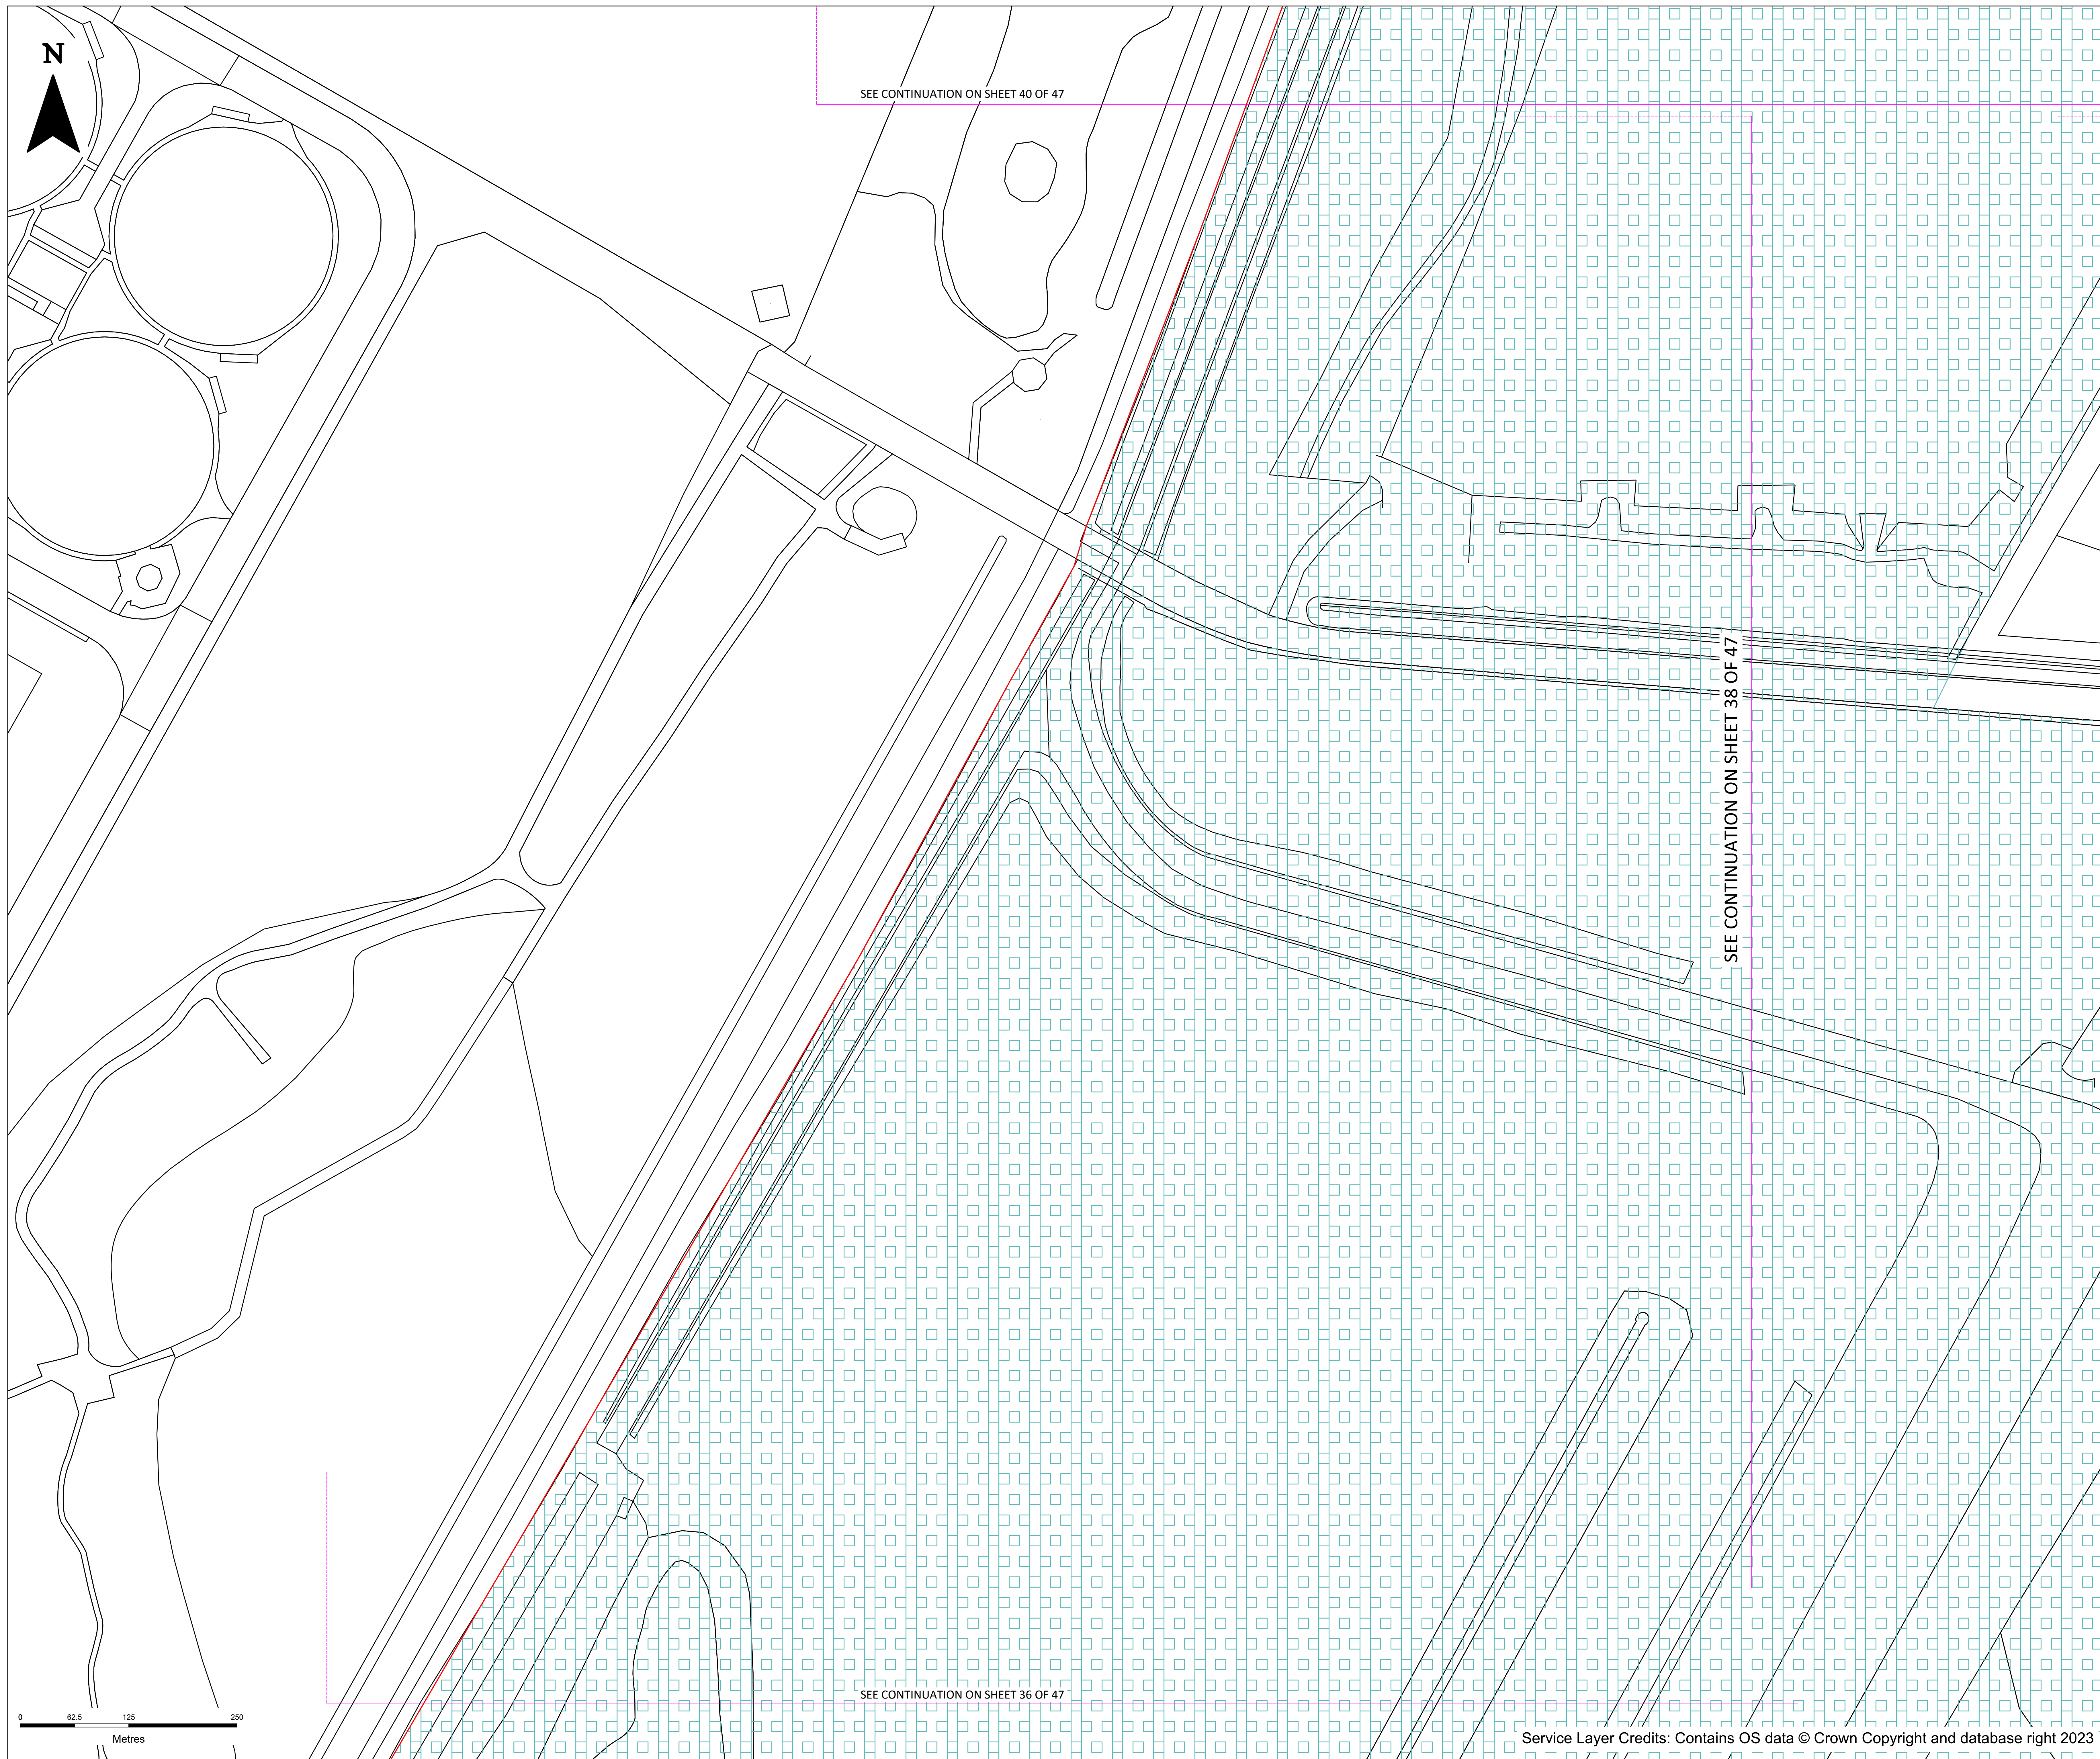 N
SEE CONTINUATION ON SHEET 40 OF 47
SEE CONTINUATION ON SHEET 38 OF 47
SEE CONTINUATION ON SHEET 36 OF 47
0 62.5 125 250
Metres
Service Layer Credits: Contains OS data © Crown Copyright and database right 2023